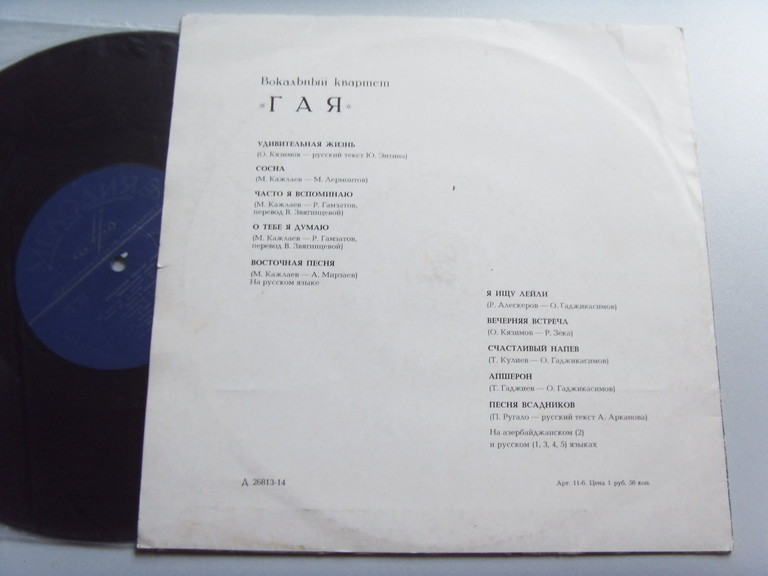 Вокальный квартет
«ГАЯ»
УДИВИТЕЛЬНАЯ ЖИЗНЬ
(О. Кязимов — русский текст Ю. Энтина)
СОСНА
(М. Кажлаев — М. Лермонтов)
ЧАСТО Я ВСПОМИНАЮ
(М. Кажлаев — Р. Гамзатов,
перевод В. Звягинцевой)
О ТЕБЕ Я ДУМАЮ
(М. Кажлаев — Р. Гамзатов,
перевод В. Звягинцевой)
ВОСТОЧНАЯ ПЕСНЯ
(М. Кажлаев — А. Мирзаев)
На русском языке
Я ИЩУ ЛЕЙЛИ
(Р. Алескеров — О. Гаджикасимов)
ВЕЧЕРНЯЯ ВСТРЕЧА
(О. Кязимов — Р. Зека)
СЧАСТЛИВЫЙ НАПЕВ
(Т. Кулиев — О. Гаджикасимов)
АПШЕРОН
(Т. Гаджиев — О. Гаджикасимов)
ПЕСНЯ ВСАДНИКОВ
(П. Ругало — русский текст А. Арканова)
На азербайджанском (2)
и русском (1, 3, 4, 5) языках
Д 26813-14
Арт. 11-6. Цена 1 руб. 50 коп.